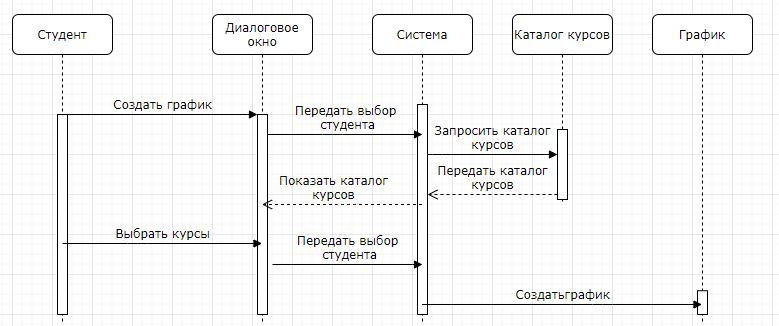 Студент
Диалоговое
окно
Система
Каталог курсов
График
Создать график
Передать выбор
студента
Запросить каталог
курсов
Передать каталог
курсов
Показать каталог
курсов
Выбрать курсы
Передать выбор
студента
Создатьграфик